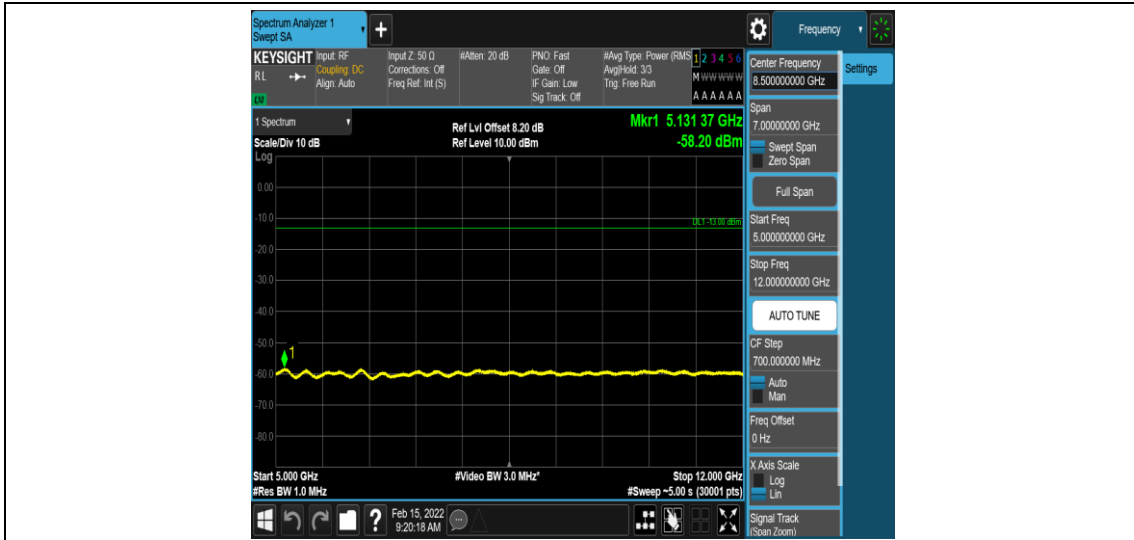 Spectrum Analyzer 1
Swept SA
Frequency
KEYSIGHT
RL
Input: RF
Coupling: DC
Align: Auto
Input Z: 50 Ω
Corrections: Off
Freq Ref: Int (S)
#Atten: 20 dB
PNO: Fast
Gate: Off
IF Gain: Low
Sig Track: Off
#Avg Type: Power (RMS
Avg|Hold: 3/3
Trig: Free Run
1 2 3 4 5 6
M W W W W W
A A A A A A
1 Spectrum
Scale/Div 10 dB
Log
Ref Lvl Offset 8.20 dB
Ref Level 10.00 dBm
Mkr1 5.131 37 GHz
-58.20 dBm
0.00
-10.0
DL1 -13.00 dBm
-20.0
-30.0
-40.0
-50.0
1
-60.0
-70.0
-80.0
Start 5.000 GHz
#Res BW 1.0 MHz
#Video BW 3.0 MHz*
Stop 12.000 GHz
#Sweep ~5.00 s (30001 pts)
Center Frequency
8.500000000 GHz
Settings
Span
7.00000000 GHz
Swept Span
Zero Span
Full Span
Start Freq
5.000000000 GHz
Stop Freq
12.000000000 GHz
AUTO TUNE
CF Step
700.000000 MHz
Auto
Man
Freq Offset
0 Hz
X Axis Scale
Log
Lin
Signal Track
(Span Zoom)
?
Feb 15, 2022
9:20:18 AM